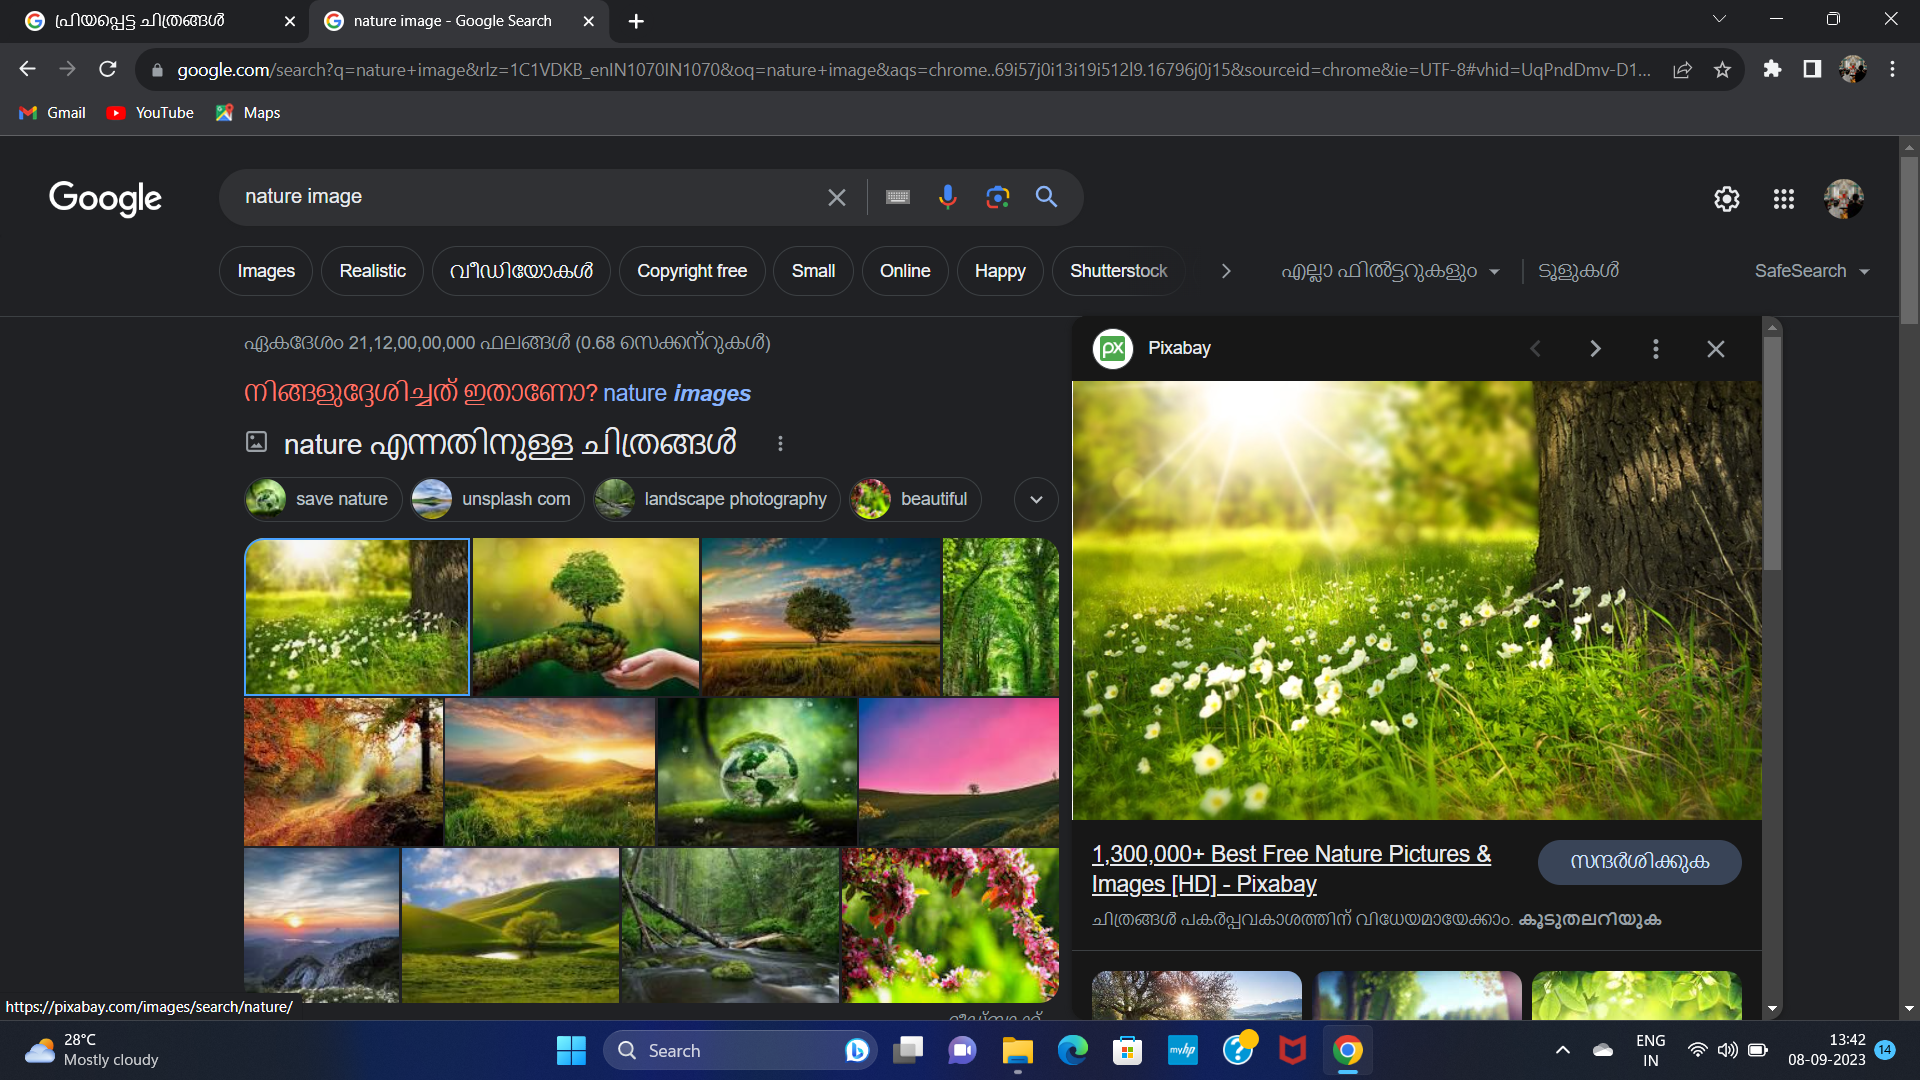 പ്രിയപ്പെട്ട ചിത്രങ്ങൾ
nature image - Google Search
google.com/search?q=nature+image&rlz=1C1VDKB_enIN1070IN1070&oq=nature+image&aqs=chrome..69i57j0i13i19i512l9.16796j0j15&sourceid=chrome&ie=UTF-8#vhid=UqPndDmv-D1...
Gmail YouTube Maps
Google nature image
Images Realistic വീഡിയോകൾ Copyright free Small Online Happy Shutterstock എല്ലാ ഫിൽട്ടറുകളും ടൂളുകൾ SafeSearch
ഏകദേശം 21,12,00,00,000 ഫലങ്ങൾ (0.68 സെക്കന്റുകൾ)
നിങ്ങളുദ്ദേശിച്ചത് ഇതാണോ? nature images
nature എന്നതിനുള്ള ചിത്രങ്ങൾ
save nature unsplash com landscape photography beautiful
px Pixabay
1,300,000+ Best Free Nature Pictures &
Images [HD] - Pixabay
സന്ദർശിക്കുക
ചിത്രങ്ങൾ പകർപ്പവകാശത്തിന് വിധേയമായേക്കാം. കൂടുതലറിയുക
https://pixabay.com/images/search/nature/
28°C
Mostly cloudy
Search
myhp
ENG
IN
13:42
08-09-2023
14